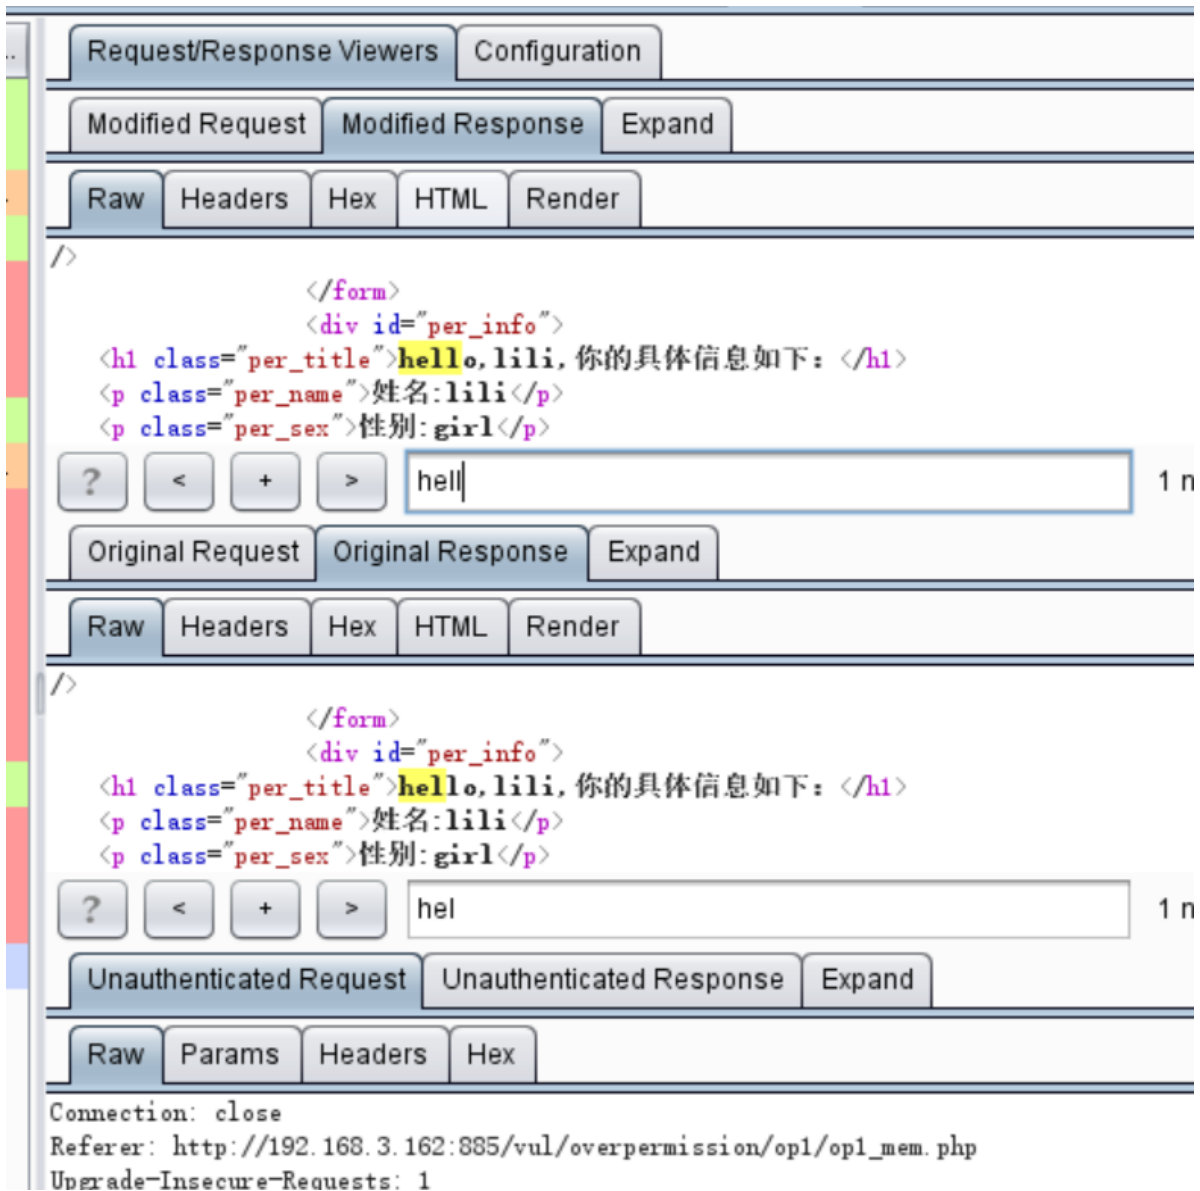 Request/Response Viewers Configuration
Modified Request Modified Response Expand
Raw Headers Hex HTML Render
/>
</form>
<div id="per_info">
<h1 class="per_title">hello,lili,你的具体信息如下：</h1>
<p class="per_name">姓名:lili</p>
<p class="per_sex">性别:girl</p>
? < + > hell 1 n
Original Request Original Response Expand
Raw Headers Hex HTML Render
/>
</form>
<div id="per_info">
<h1 class="per_title">hello,lili,你的具体信息如下：</h1>
<p class="per_name">姓名:lili</p>
<p class="per_sex">性别:girl</p>
? < + > hel 1 n
Unauthenticated Request Unauthenticated Response Expand
Raw Params Headers Hex
Connection: close
Referer: http://192.168.3.162:885/vul/overpermission/op1/op1_mem.php
Upgrade-Insecure-Requests: 1